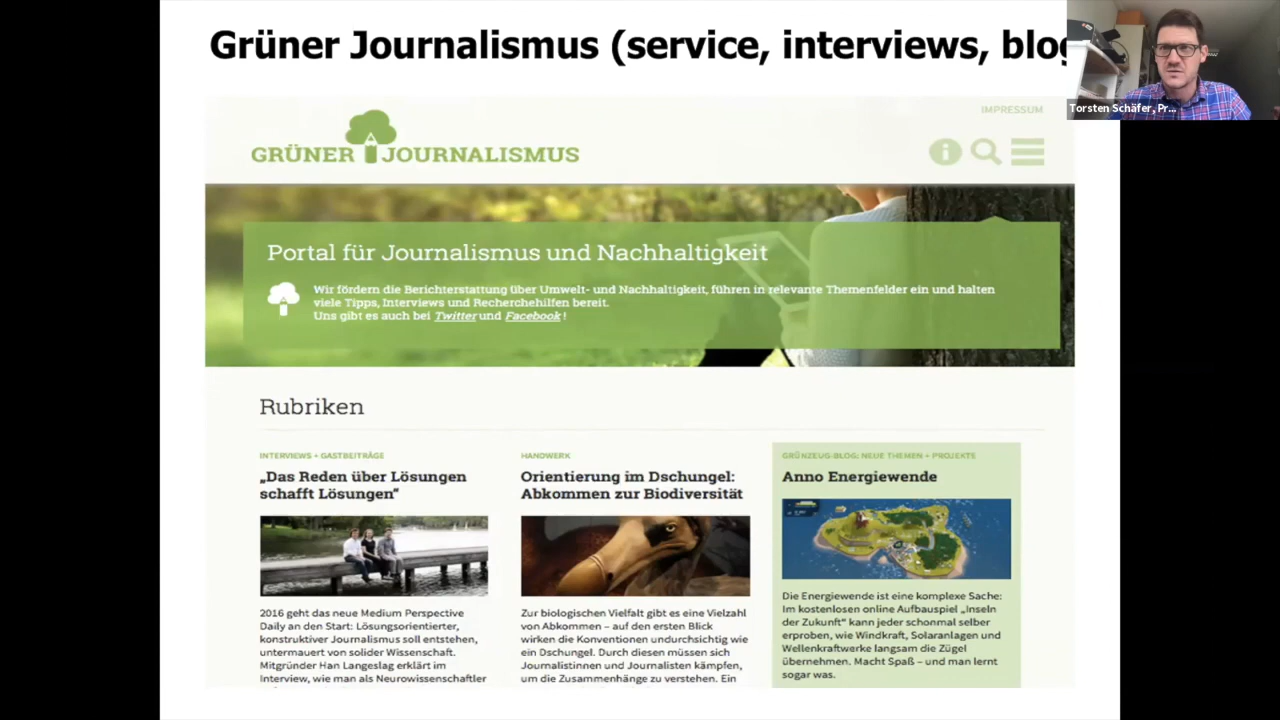 Grüner Journalismus (service, interviews, blog
Torsten Schäfer, Pr...
IMPRESSUM
GRÜNER JOURNALISMUS
Portal für Journalismus und Nachhaltigkeit
Wir fördern die Berichterstattung über Umwelt- und Nachhaltigkeit, führen in relevante Themenfelder ein und halten
viele Tipps, Interviews und Recherchehilfen bereit.
Uns gibt es auch bei Twitter und Facebook !
Rubriken
INTERVIEWS + GASTBEITRÄGE
„Das Reden über Lösungen
schafft Lösungen“
2016 geht das neue Medium Perspective
Daily an den Start: Lösungsorientierter,
konstruktiver Journalismus soll entstehen,
untermauert von solider Wissenschaft.
Mitgründer Han Langeslag erklärt im
Interview, wie man als Neurowissenschaftler
HANDWERK
Orientierung im Dschungel:
Abkommen zur Biodiversität
Zur biologischen Vielfalt gibt es eine Vielzahl
von Abkommen – auf den ersten Blick
wirken die Konventionen undurchsichtig wie
ein Dschungel. Durch diesen müssen sich
Journalistinnen und Journalisten kämpfen,
um die Zusammenhänge zu verstehen. Ein
GRÜNZEUG-BLOG: NEUE THEMEN + PROJEKTE
Anno Energiewende
Die Energiewende ist eine komplexe Sache:
Im kostenlosen online Aufbauspiel „Inseln
der Zukunft“ kann jeder schonmal selber
erproben, wie Windkraft, Solaranlagen und
Wellenkraftwerke langsam die Zügel
übernehmen. Macht Spaß – und man lernt
sogar was.